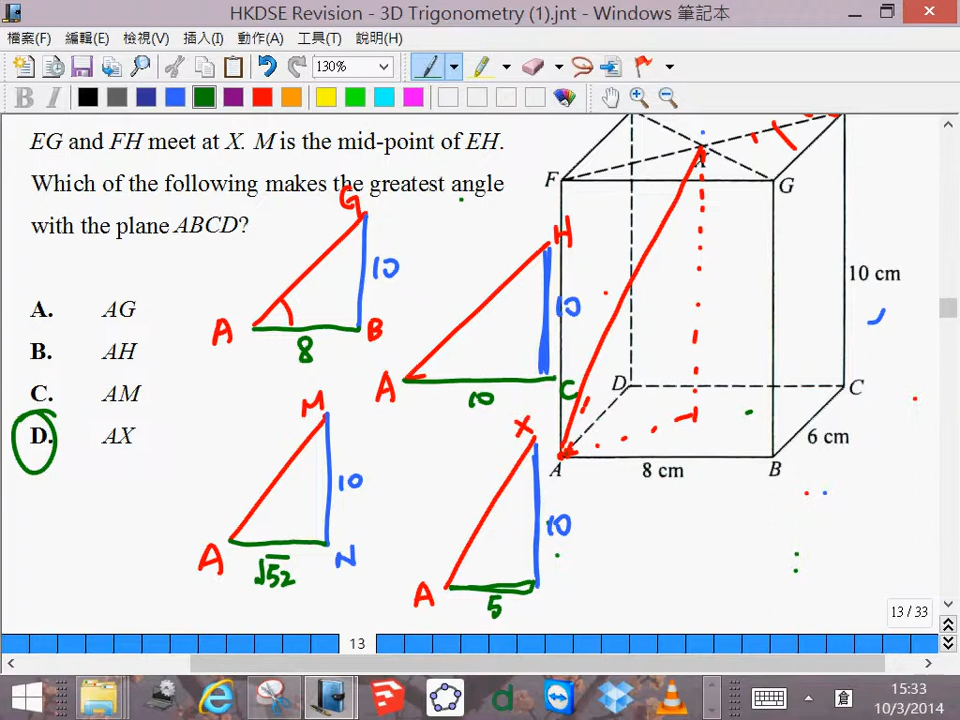 HKDSE Revision - 3D Trigonometry (1).jnt - Windows 筆記本
檔案(F) 編輯(E) 檢視(V) 插入(I) 動作(A) 工具(T) 說明(H)
130%
B I
EG and FH meet at X. M is the mid-point of EH.
Which of the following makes the greatest angle
with the plane ABCD?
A. AG
B. AH
C. AM
D. AX
G
10
A
8
B
H
10
A
10
C
M
10
A
√52
N
X
10
A
5
F
X
G
10 cm
D
C
6 cm
A
8 cm
B
13 / 33
13
倉
15:33
10/3/2014